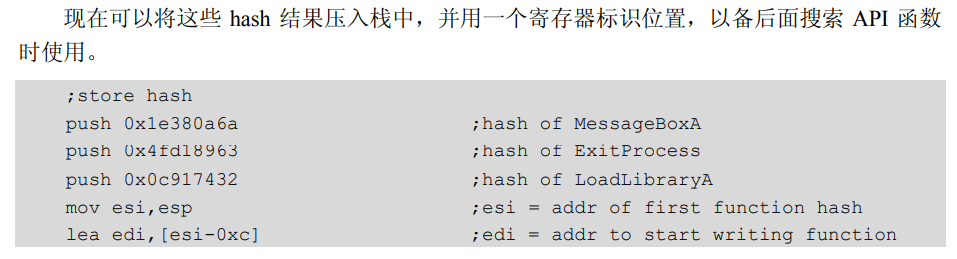 现在可以将这些 hash 结果压入栈中，并用一个寄存器标识位置，以备后面搜索 API 函数
时使用。
;store hash
push 0x1e380a6a ;hash of MessageBoxA
push 0x4fd18963 ;hash of ExitProcess
push 0x0c917432 ;hash of LoadLibraryA
mov esi,esp ;esi = addr of first function hash
lea edi,[esi-0xc] ;edi = addr to start writing function